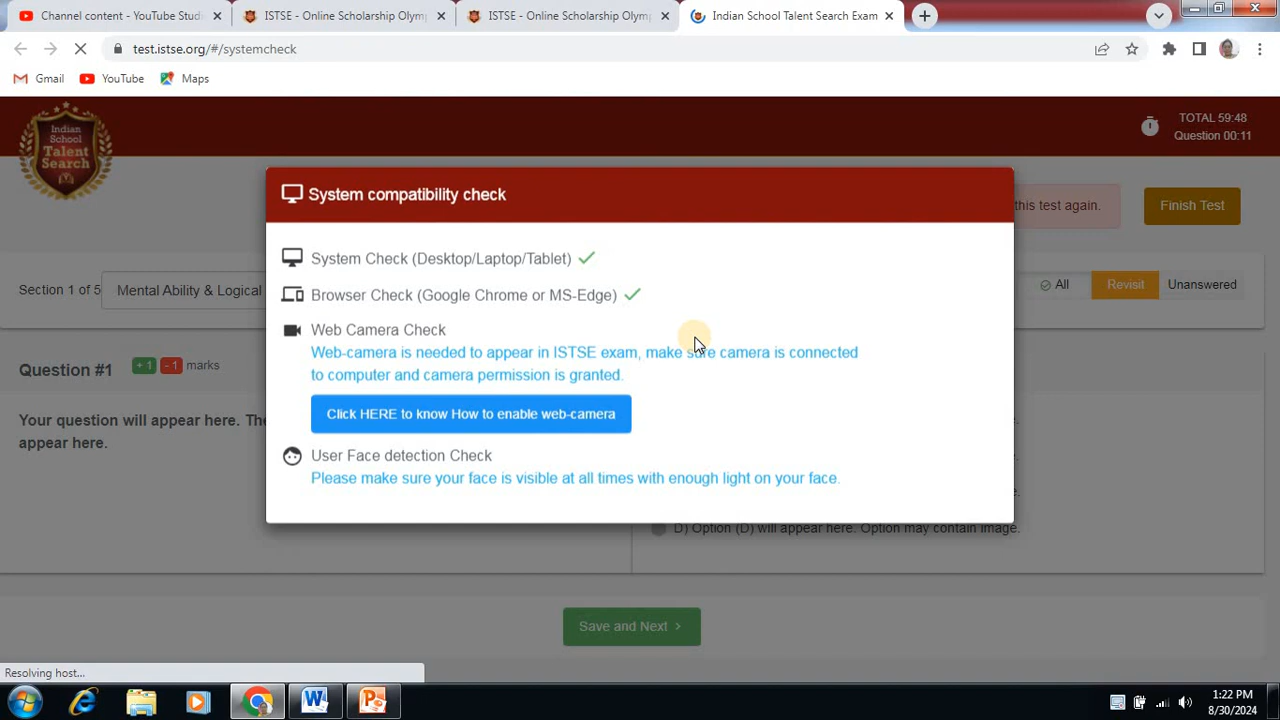 Channel content - YouTube Stud
ISTSE - Online Scholarship Olymp
ISTSE - Online Scholarship Olymp
Indian School Talent Search Exam
test.istse.org/#/systemcheck
Gmail
YouTube
Maps
Indian
School
Talent
Search
TOTAL 59:48
Question 00:11
System compatibility check
this test again.
Finish Test
System Check (Desktop/Laptop/Tablet)
Section 1 of 5
Mental Ability & Logical
Browser Check (Google Chrome or MS-Edge)
All
Revisit
Unanswered
Web Camera Check
Web-camera is needed to appear in ISTSE exam, make sure camera is connected
to computer and camera permission is granted.
Question #1
+ 1
- 1
marks
Your question will appear here. The
appear here.
Click HERE to know How to enable web-camera
User Face detection Check
Please make sure your face is visible at all times with enough light on your face.
D) Option (D) will appear here. Option may contain image.
Save and Next >
Resolving host...
1:22 PM
8/30/2024